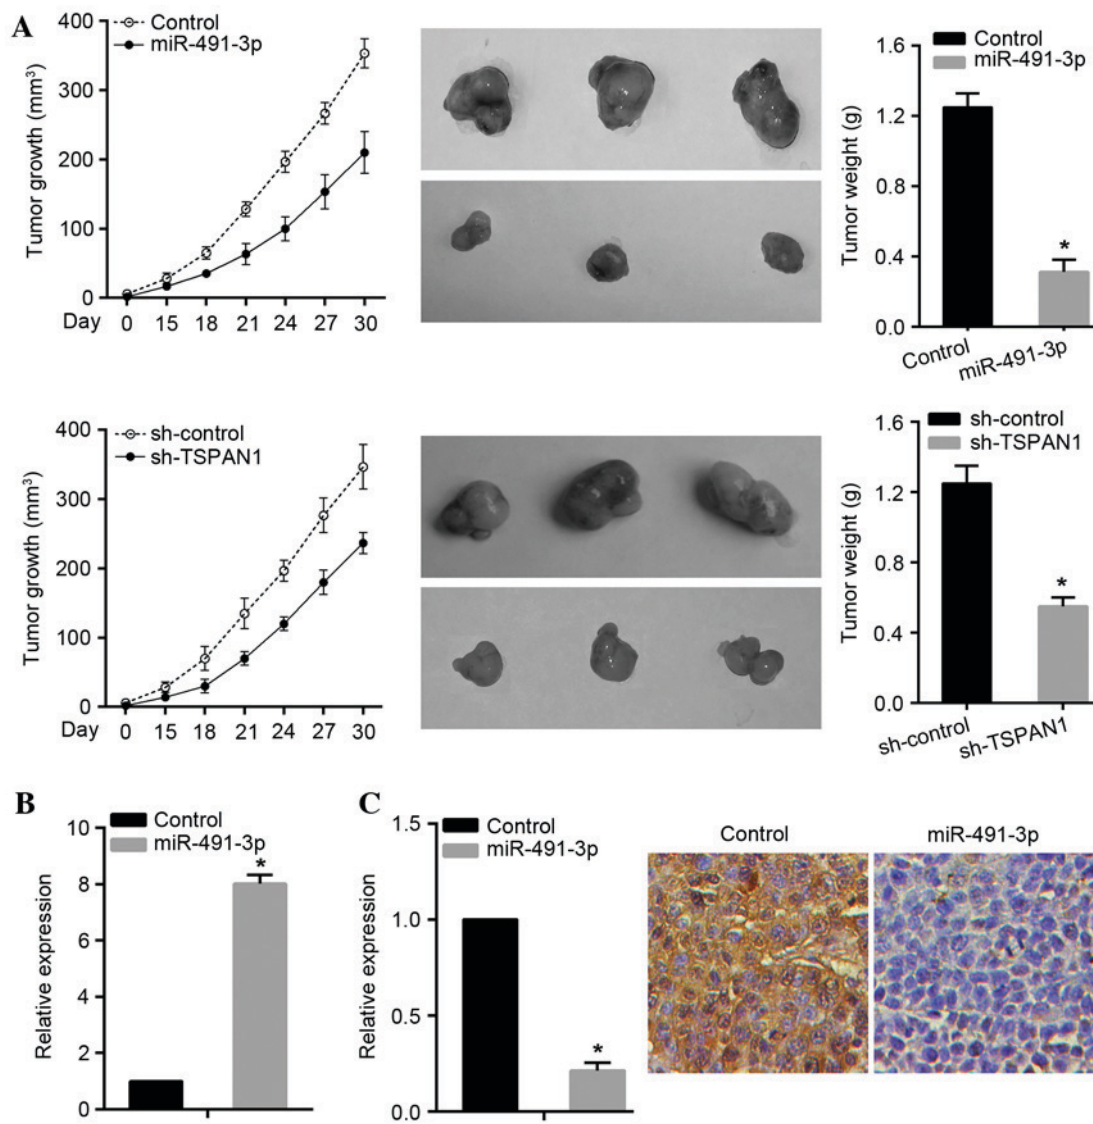 A
Control
miR-491-3p
Tumor growth (mm³)
400
300
200
100
0
Day 0 15 18 21 24 27 30
Control
miR-491-3p
Tumor weight (g)
1.6
1.2
1.6
0.4
0.0
Control
miR-491-3p
sh-control
sh-TSPAN1
Tumor growth (mm³)
400
300
200
100
0
Day 0 15 18 21 24 27 30
sh-control
sh-TSPAN1
Tumor weight (g)
1.6
1.2
0.8
0.4
0.0
sh-control
sh-TSPAN1
B
Control
miR-491-3p
Relative expression
10
8
6
4
2
0
*
C
Control
miR-491-3p
Relative expression
1.5
1.0
0.5
0.0
*
Control
miR-491-3p